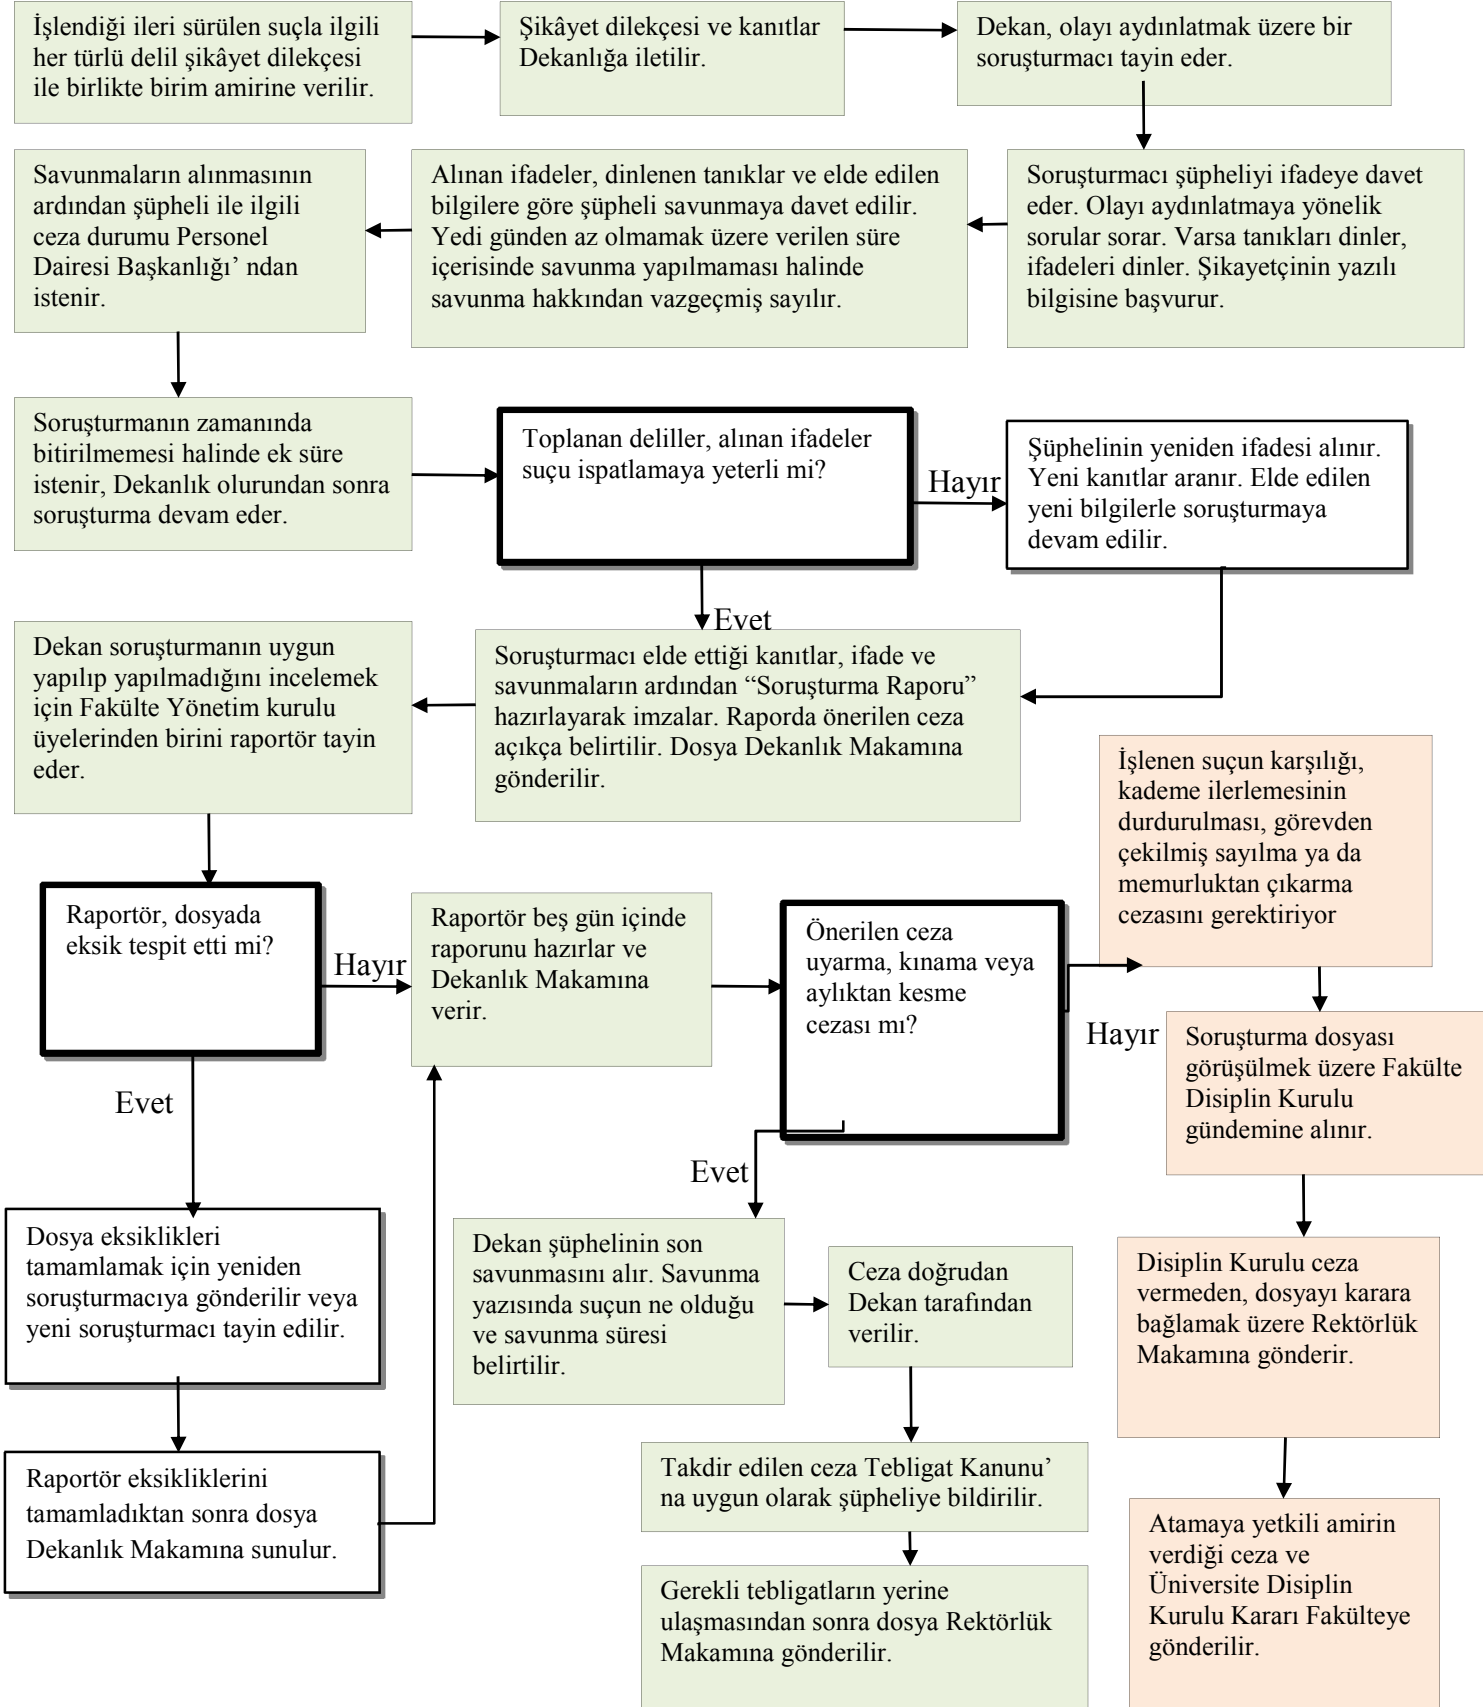 İşlendiği ileri sürülen suçla ilgili
her türlü delil şikâyet dilekçesi
ile birlikte birim amirine verilir.
Şikâyet dilekçesi ve kanıtlar
Dekanlığa iletilir.
Dekan, olayı aydınlatmak üzere bir
soruşturmacı tayin eder.
Soruşturmacı şüpheliyi ifadeye davet
eder. Olayı aydınlatmaya yönelik
sorular sorar. Varsa tanıkları dinler,
ifadeleri dinler. Şikayetçinin yazılı
bilgisine başvurur.
Alınan ifadeler, dinlenen tanıklar ve elde edilen
bilgilere göre şüpheli savunmaya davet edilir.
Yedi günden az olmamak üzere verilen süre
içerisinde savunma yapılmaması halinde
savunma hakkından vazgeçmiş sayılır.
Savunmaların alınmasının
ardından şüpheli ile ilgili
ceza durumu Personel
Dairesi Başkanlığı’ ndan
istenir.
Soruşturmanın zamanında
bitirilmemesi halinde ek süre
istenir, Dekanlık olurundan sonra
soruşturma devam eder.
Toplanan deliller, alınan ifadeler
suçu ispatlamaya yeterli mi?
Hayır
Şüphelinin yeniden ifadesi alınır.
Yeni kanıtlar aranır. Elde edilen
yeni bilgilerle soruşturmaya
devam edilir.
Evet
Soruşturmacı elde ettiği kanıtlar, ifade ve
savunmaların ardından “Soruşturma Raporu”
hazırlayarak imzalar. Raporda önerilen ceza
açıkça belirtilir. Dosya Dekanlık Makamına
gönderilir.
Dekan soruşturmanın uygun
yapılıp yapılmadığını incelemek
için Fakülte Yönetim kurulu
üyelerinden birini raportör tayin
eder.
Raportör, dosyada
eksik tespit etti mi?
Hayır
Raportör beş gün içinde
raporunu hazırlar ve
Dekanlık Makamına
verir.
Önerilen ceza
uyarma, kınama veya
aylıktan kesme
cezası mı?
Hayır
İşlenen suçun karşılığı,
kademe ilerlemesinin
durdurulması, görevden
çekilmiş sayılma ya da
memurluktan çıkarma
cezasını gerektiriyor
Soruşturma dosyası
görüşülmek üzere Fakülte
Disiplin Kurulu
gündemine alınır.
Evet
Dosya eksiklikleri
tamamlamak için yeniden
soruşturmacıya gönderilir veya
yeni soruşturmacı tayin edilir.
Raportör eksikliklerini
tamamladıktan sonra dosya
Dekanlık Makamına sunulur.
Evet
Dekan şüphelinin son
savunmasını alır. Savunma
yazısında suçun ne olduğu
ve savunma süresi
belirtilir.
Ceza doğrudan
Dekan tarafından
verilir.
Takdir edilen ceza Tebligat Kanunu’
na uygun olarak şüpheliye bildirilir.
Gerekli tebligatların yerine
ulaşmasından sonra dosya Rektörlük
Makamına gönderilir.
Disiplin Kurulu ceza
vermeden, dosyayı karara
bağlamak üzere Rektörlük
Makamına gönderir.
Atamaya yetkili amirin
verdiği ceza ve
Üniversite Disiplin
Kurulu Kararı Fakülteye
gönderilir.